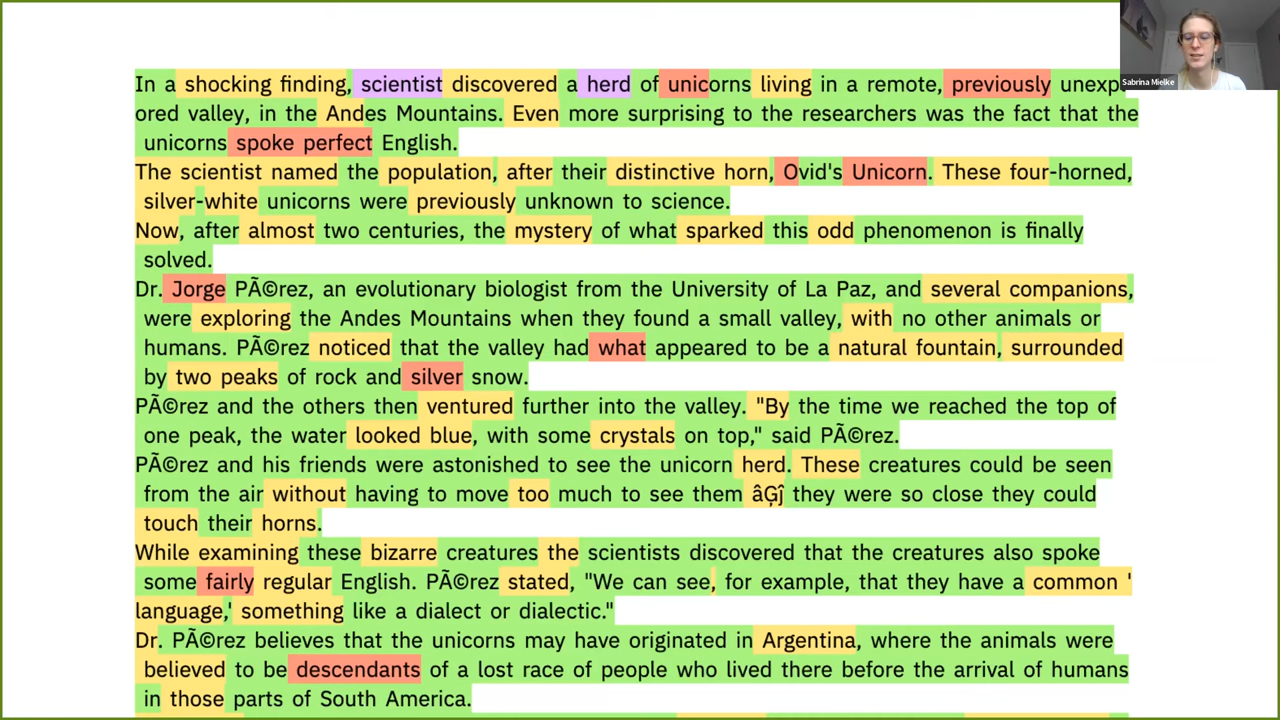 Sabrina Mielke
In a shocking finding, scientist discovered a herd of unicorns living in a remote, previously unexpl
ored valley, in the Andes Mountains. Even more surprising to the researchers was the fact that the
unicorns spoke perfect English.
The scientist named the population, after their distinctive horn, Ovid's Unicorn. These four-horned,
silver-white unicorns were previously unknown to science.
Now, after almost two centuries, the mystery of what sparked this odd phenomenon is finally
solved.
Dr. Jorge PÃ©rez, an evolutionary biologist from the University of La Paz, and several companions,
were exploring the Andes Mountains when they found a small valley, with no other animals or
humans. PÃ©rez noticed that the valley had what appeared to be a natural fountain, surrounded
by two peaks of rock and silver snow.
PÃ©rez and the others then ventured further into the valley. "By the time we reached the top of
one peak, the water looked blue, with some crystals on top," said PÃ©rez.
PÃ©rez and his friends were astonished to see the unicorn herd. These creatures could be seen
from the air without having to move too much to see them âĢĵ they were so close they could
touch their horns.
While examining these bizarre creatures the scientists discovered that the creatures also spoke
some fairly regular English. PÃ©rez stated, "We can see, for example, that they have a common '
language,' something like a dialect or dialectic."
Dr. PÃ©rez believes that the unicorns may have originated in Argentina, where the animals were
believed to be descendants of a lost race of people who lived there before the arrival of humans
in those parts of South America.